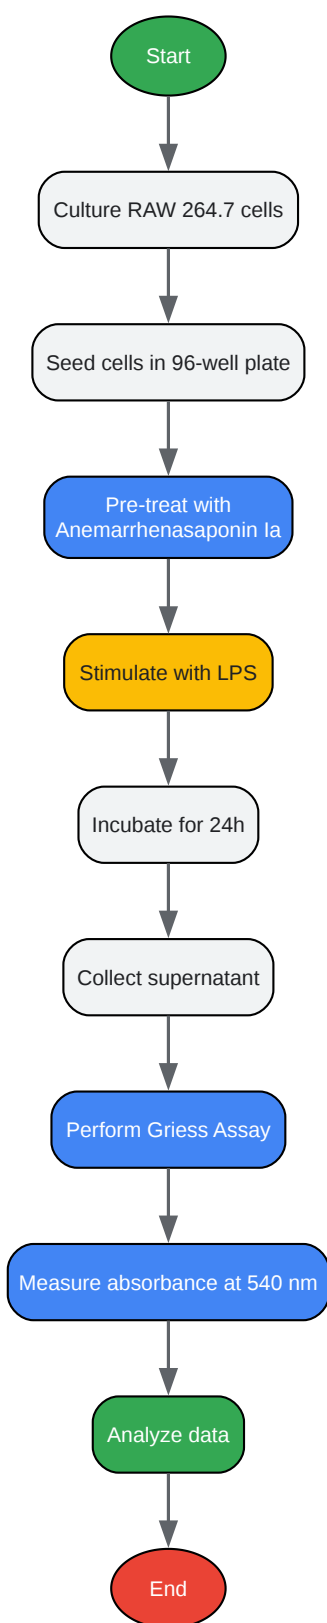 Start
Culture RAW 264.7 cells
Seed cells in 96-well plate
Pre-treat with
Anemarrhenasaponin Ia
Stimulate with LPS
Incubate for 24h
Collect supernatant
Perform Griess Assay
Measure absorbance at 540 nm
Analyze data
End